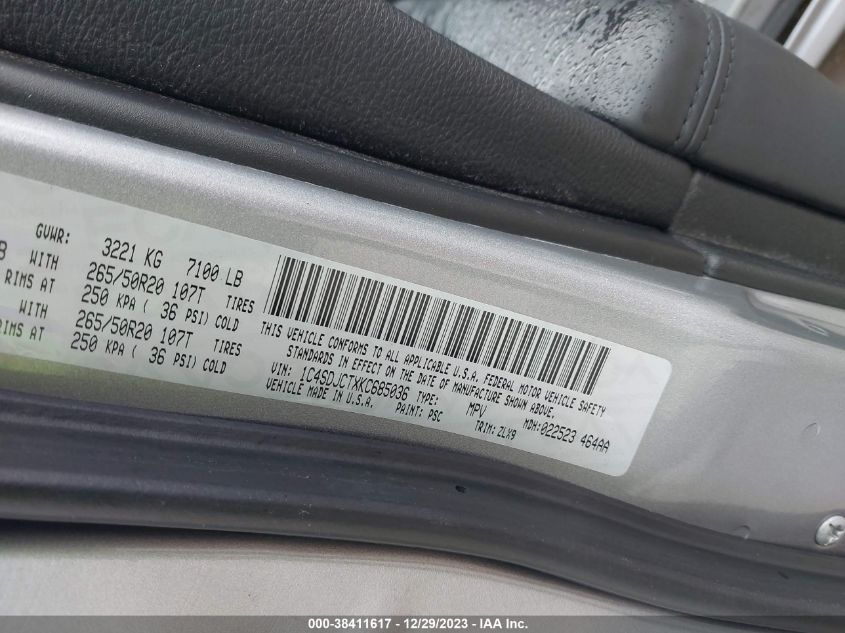 GVWR: 3221 KG 7100 LB
B WITH 265/50R20 107T TIRES
RIMS AT 250 KPA ( 36 PSI) COLD
WITH 265/50R20 107T TIRES
RIMS AT 250 KPA ( 36 PSI) COLD
THIS VEHICLE CONFORMS TO ALL APPLICABLE U.S.A. FEDERAL MOTOR VEHICLE SAFETY
STANDARDS IN EFFECT ON THE DATE OF MANUFACTURE SHOWN ABOVE.
VIN: 1C4SDJCTXKC685036 TYPE: MPV MDH:022523 464AA
VEHICLE MADE IN U.S.A. PAINT: PSC TRIM: ZLX9
000-38411617 - 12/29/2023 - IAA Inc.